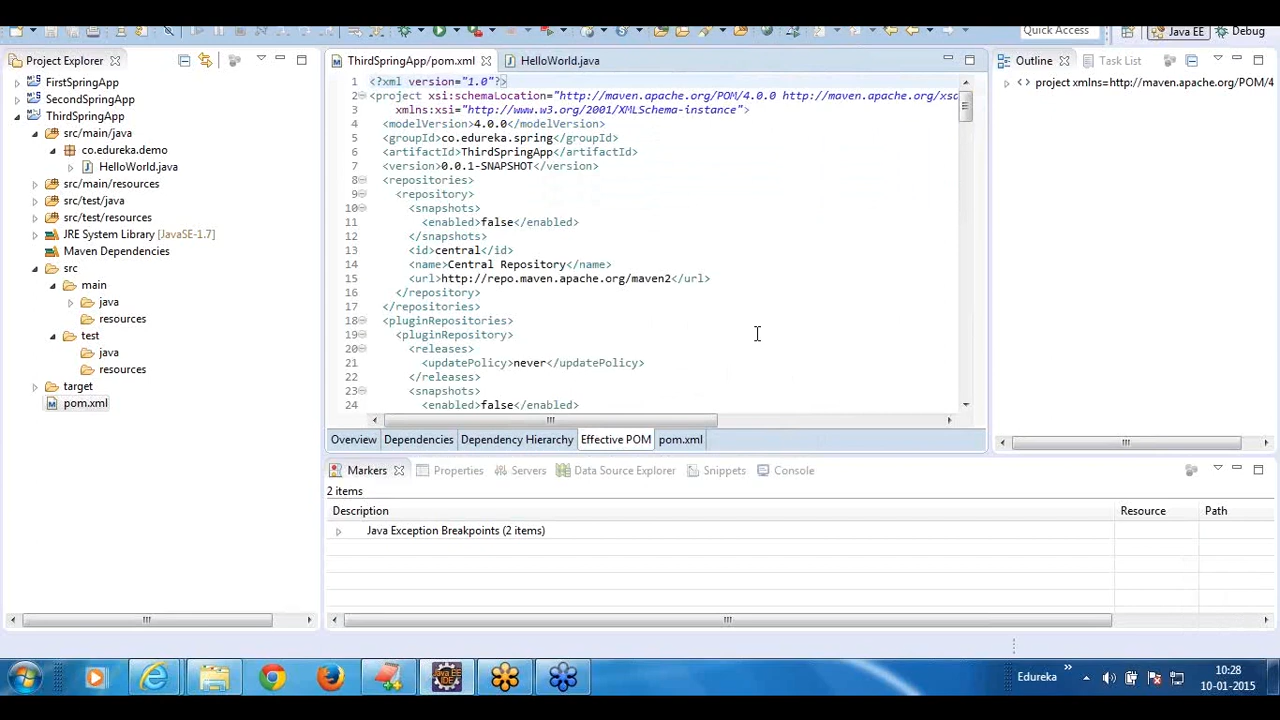 Quick Access
Java EE
Debug
Project Explorer
FirstSpringApp
SecondSpringApp
ThirdSpringApp
src/main/java
co.edureka.demo
HelloWorld.java
src/main/resources
src/test/java
src/test/resources
JRE System Library [JavaSE-1.7]
Maven Dependencies
src
main
java
resources
test
java
resources
target
pom.xml
ThirdSpringApp/pom.xml
HelloWorld.java
1 <?xml version="1.0"?>
2 <project xsi:schemaLocation="http://maven.apache.org/POM/4.0.0 http://maven.apache.org/xsd
3 xmlns:xsi="http://www.w3.org/2001/XMLSchema-instance">
4 <modelVersion>4.0.0</modelVersion>
5 <groupId>co.edureka.spring</groupId>
6 <artifactId>ThirdSpringApp</artifactId>
7 <version>0.0.1-SNAPSHOT</version>
8 <repositories>
9 <repository>
10 <snapshots>
11 <enabled>false</enabled>
12 </snapshots>
13 <id>central</id>
14 <name>Central Repository</name>
15 <url>http://repo.maven.apache.org/maven2</url>
16 </repository>
17 </repositories>
18 <pluginRepositories>
19 <pluginRepository>
20 <releases>
21 <updatePolicy>never</updatePolicy>
22 </releases>
23 <snapshots>
24 <enabled>false</enabled>
Overview
Dependencies
Dependency Hierarchy
Effective POM
pom.xml
Outline
Task List
project xmlns=http://maven.apache.org/POM/4
Markers
Properties
Servers
Data Source Explorer
Snippets
Console
2 items
Description
Resource
Path
Java Exception Breakpoints (2 items)
Java EE
IDE
Edureka
10:28
10-01-2015